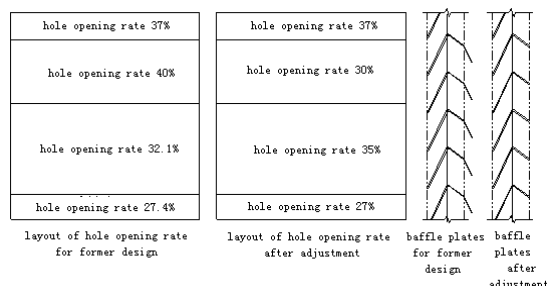 hole opening rate 37%
hole opening rate 40%
hole opening rate 32.1%
hole opening rate 27.4%
layout of hole opening rate
for former design
hole opening rate 37%
hole opening rate 30%
hole opening rate 35%
hole opening rate 27%
layout of hole opening rate
after adjustment
baffle plates
for former
design
baffle
plates
after
adjustment